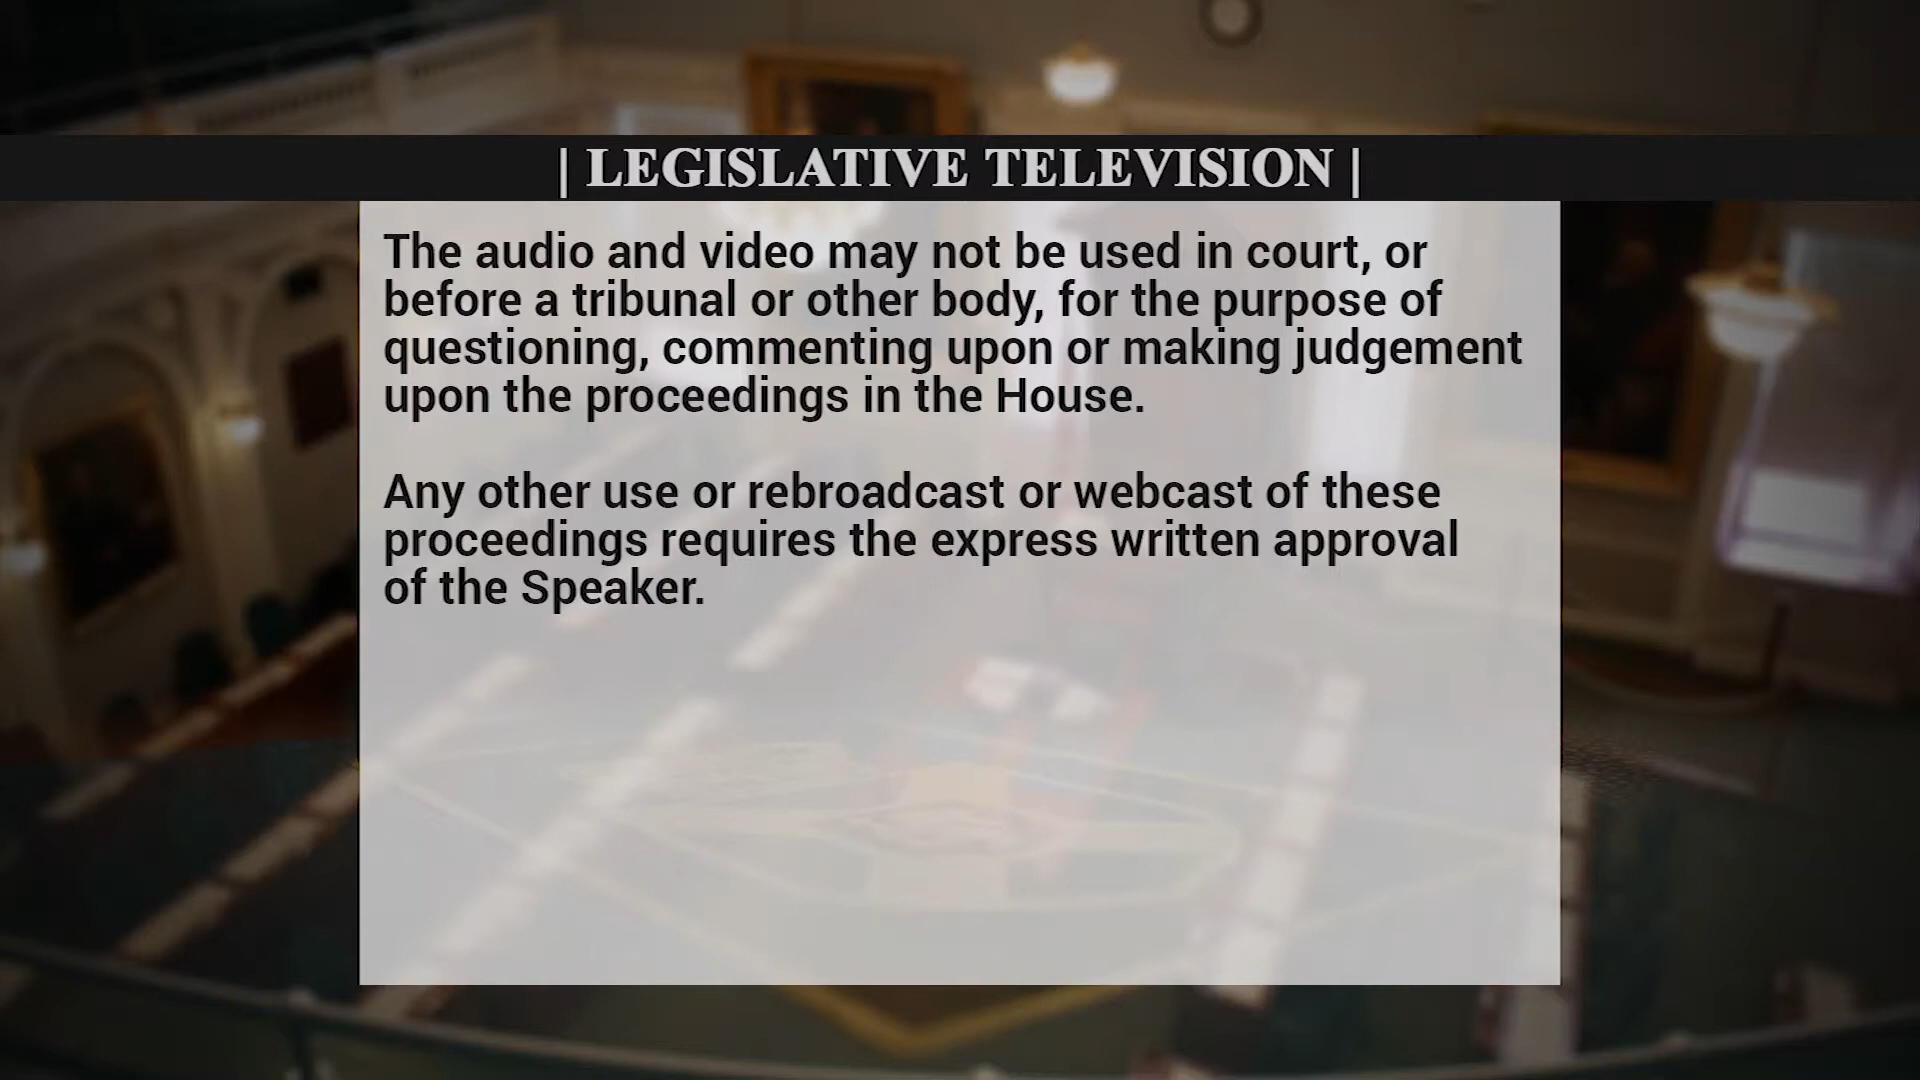 | LEGISLATIVE TELEVISION |
The audio and video may not be used in court, or
before a tribunal or other body, for the purpose of
questioning, commenting upon or making judgement
upon the proceedings in the House.
Any other use or rebroadcast or webcast of these
proceedings requires the express written approval
of the Speaker.